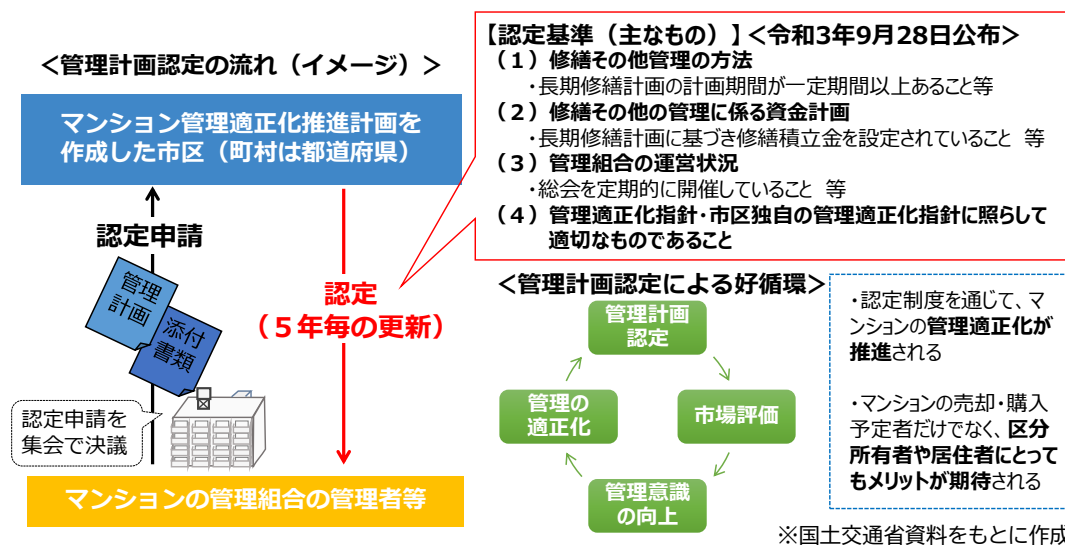 ＜管理計画認定の流れ（イメージ）＞
マンション管理適正化推進計画を
作成した市区（町村は都道府県）
認定申請
管理
計画
添付
書類
認定申請を
集会で決議
認定
（５年毎の更新）
マンションの管理組合の管理者等
【認定基準（主なもの）】＜令和3年9月28日公布＞
（１）修繕その他管理の方法
・長期修繕計画の計画期間が一定期間以上あること等
（２）修繕その他の管理に係る資金計画
・長期修繕計画に基づき修繕積立金を設定されていること　等
（３）管理組合の運営状況
・総会を定期的に開催していること　等
（４）管理適正化指針・市区独自の管理適正化指針に照らして
適切なものであること
＜管理計画認定による好循環＞
管理計画
認定
市場評価
管理意識
の向上
管理の
適正化
・認定制度を通じて、マ
ンションの管理適正化が
推進される
・マンションの売却・購入
予定者だけでなく、区分
所有者や居住者にとって
もメリットが期待される
※国土交通省資料をもとに作成